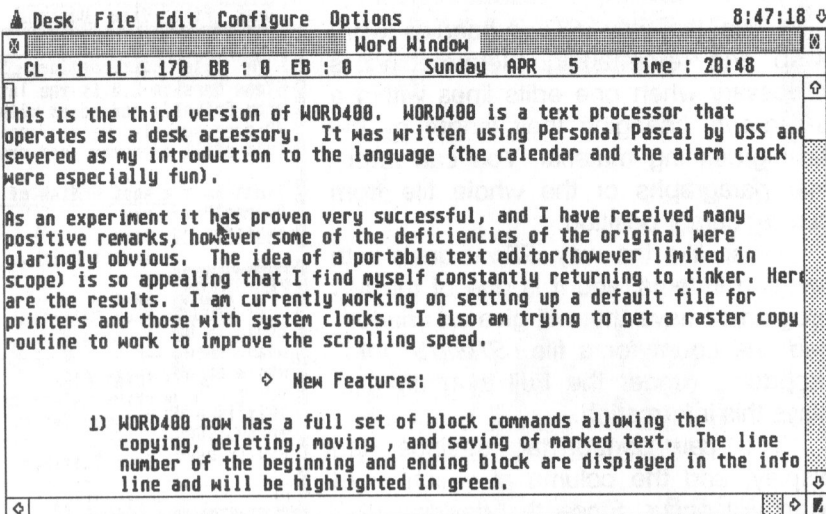 Desk File Edit Configure Options 8:47:18
Word Window
CL : 1 LL : 170 BB : 0 EB : 0 Sunday APR 5 Time : 20:48
This is the third version of WORD400. WORD400 is a text processor that
operates as a desk accessory. It was written using Personal Pascal by OSS and
severed as my introduction to the language (the calendar and the alarm clock
were especially fun).
As an experiment it has proven very successful, and I have received many
positive remarks, however some of the deficiencies of the original were
glaringly obvious. The idea of a portable text editor(however limited in
scope) is so appealing that I find myself constantly returning to tinker. Here
are the results. I am currently working on setting up a default file for
printers and those with system clocks. I also am trying to get a raster copy
routine to work to improve the scrolling speed.
◇ New Features:
1) WORD400 now has a full set of block commands allowing the
copying, deleting, moving , and saving of marked text. The line
number of the beginning and ending block are displayed in the info
line and will be highlighted in green.